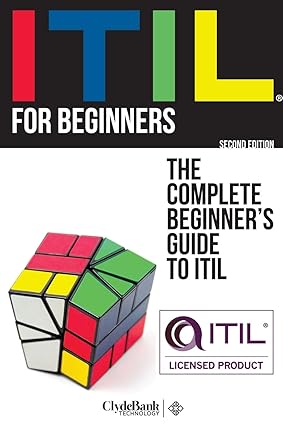 ITIL®
FOR BEGINNERS
SECOND EDITION
THE
COMPLETE
BEGINNER'S
GUIDE
TO ITIL
ITIL®
LICENSED PRODUCT
ClydeBank
TECHNOLOGY